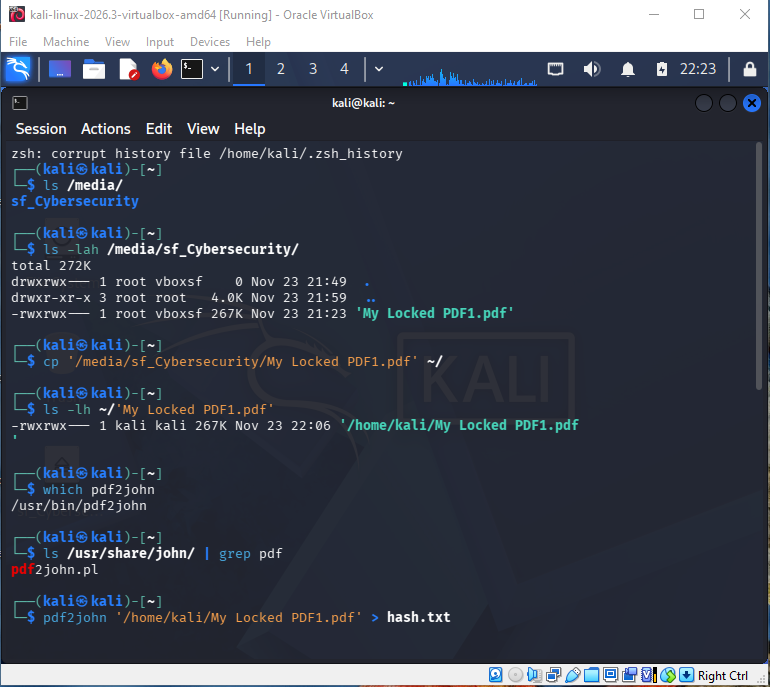 kali-linux-2026.3-virtualbox-amd64 [Running] - Oracle VirtualBox
File Machine View Input Devices Help
1 2 3 4 22:23
kali@kali: ~
Session Actions Edit View Help
zsh: corrupt history file /home/kali/.zsh_history
┌──(kali㉿kali)-[~]
└─$ ls /media/
sf_Cybersecurity
┌──(kali㉿kali)-[~]
└─$ ls -lah /media/sf_Cybersecurity/
total 272K
drwxrwx--- 1 root vboxsf    0 Nov 23 21:49  .
drwxr-xr-x 3 root root   4.0K Nov 23 21:59  ..
-rwxrwx--- 1 root vboxsf 267K Nov 23 21:23 'My Locked PDF1.pdf'
┌──(kali㉿kali)-[~]
└─$ cp '/media/sf_Cybersecurity/My Locked PDF1.pdf' ~/
┌──(kali㉿kali)-[~]
└─$ ls -lh ~/'My Locked PDF1.pdf'
-rwxrwx--- 1 kali kali 267K Nov 23 22:06 '/home/kali/My Locked PDF1.pdf
'
┌──(kali㉿kali)-[~]
└─$ which pdf2john
/usr/bin/pdf2john
┌──(kali㉿kali)-[~]
└─$ ls /usr/share/john/ | grep pdf
pdf2john.pl
┌──(kali㉿kali)-[~]
└─$ pdf2john '/home/kali/My Locked PDF1.pdf' > hash.txt
KALI
Right Ctrl